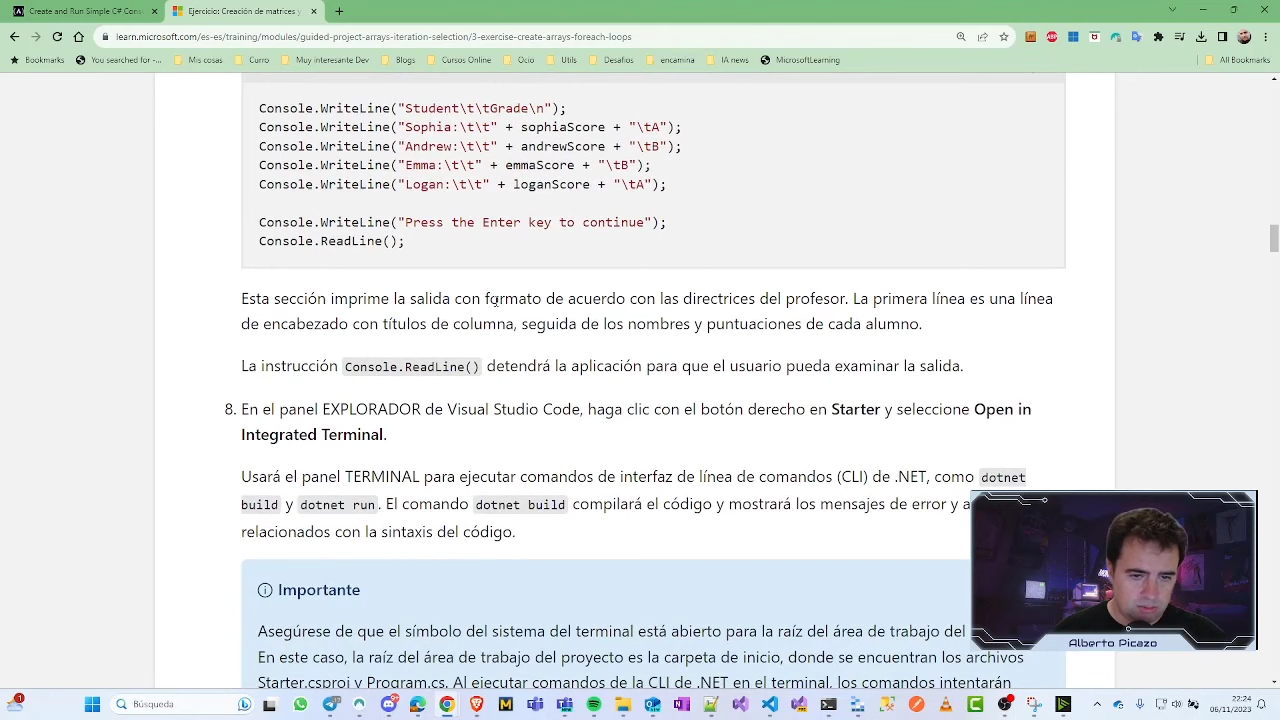 Create and Run Simple C# Con
Ejercicio: Creación de matrices y
learn.microsoft.com/es-es/training/modules/guided-project-arrays-iteration-selection/3-exercise-create-arrays-foreach-loops
Bookmarks
You searched for -...
Mis cosas
Curro
Muy interesante Dev
Blogs
Cursos Online
Ocio
Utils
Desafios
encamina
IA news
MicrosoftLearning
All Bookmarks
Console.WriteLine("Student\t\tGrade\n");
Console.WriteLine("Sophia:\t\t" + sophiaScore + "\tA");
Console.WriteLine("Andrew:\t\t" + andrewScore + "\tB");
Console.WriteLine("Emma:\t\t" + emmaScore + "\tB");
Console.WriteLine("Logan:\t\t" + loganScore + "\tA");
Console.WriteLine("Press the Enter key to continue");
Console.ReadLine();
Esta sección imprime la salida con formato de acuerdo con las directrices del profesor. La primera línea es una línea
de encabezado con títulos de columna, seguida de los nombres y puntuaciones de cada alumno.
La instrucción Console.ReadLine() detendrá la aplicación para que el usuario pueda examinar la salida.
8. En el panel EXPLORADOR de Visual Studio Code, haga clic con el botón derecho en Starter y seleccione Open in
Integrated Terminal.
Usará el panel TERMINAL para ejecutar comandos de interfaz de línea de comandos (CLI) de .NET, como dotnet
build y dotnet run. El comando dotnet build compilará el código y mostrará los mensajes de error y a
relacionados con la sintaxis del código.
Importante
Asegúrese de que el símbolo del sistema del terminal está abierto para la raíz del área de trabajo del
En este caso, la raíz del área de trabajo del proyecto es la carpeta de inicio, donde se encuentran los archivos
Starter.csproj y Program.cs. Al ejecutar comandos de la CLI de .NET en el terminal, los comandos intentarán
Alberto Picazo
Búsqueda
22:24
06/11/2023